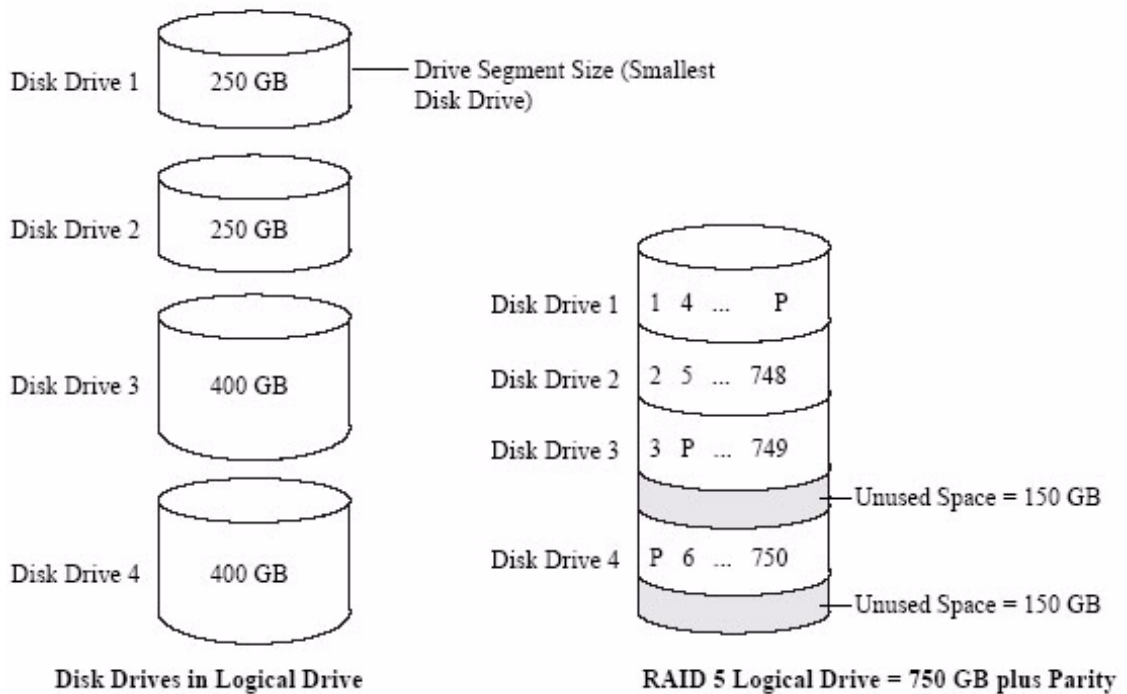 Disk Drive 1
250 GB
Drive Segment Size (Smallest
Disk Drive)
Disk Drive 2
250 GB
Disk Drive 3
400 GB
Disk Drive 4
400 GB
Disk Drives in Logical Drive
Disk Drive 1
1 4 ... P
Disk Drive 2
2 5 ... 748
Disk Drive 3
3 P ... 749
Unused Space = 150 GB
Disk Drive 4
P 6 ... 750
Unused Space = 150 GB
RAID 5 Logical Drive = 750 GB plus Parity